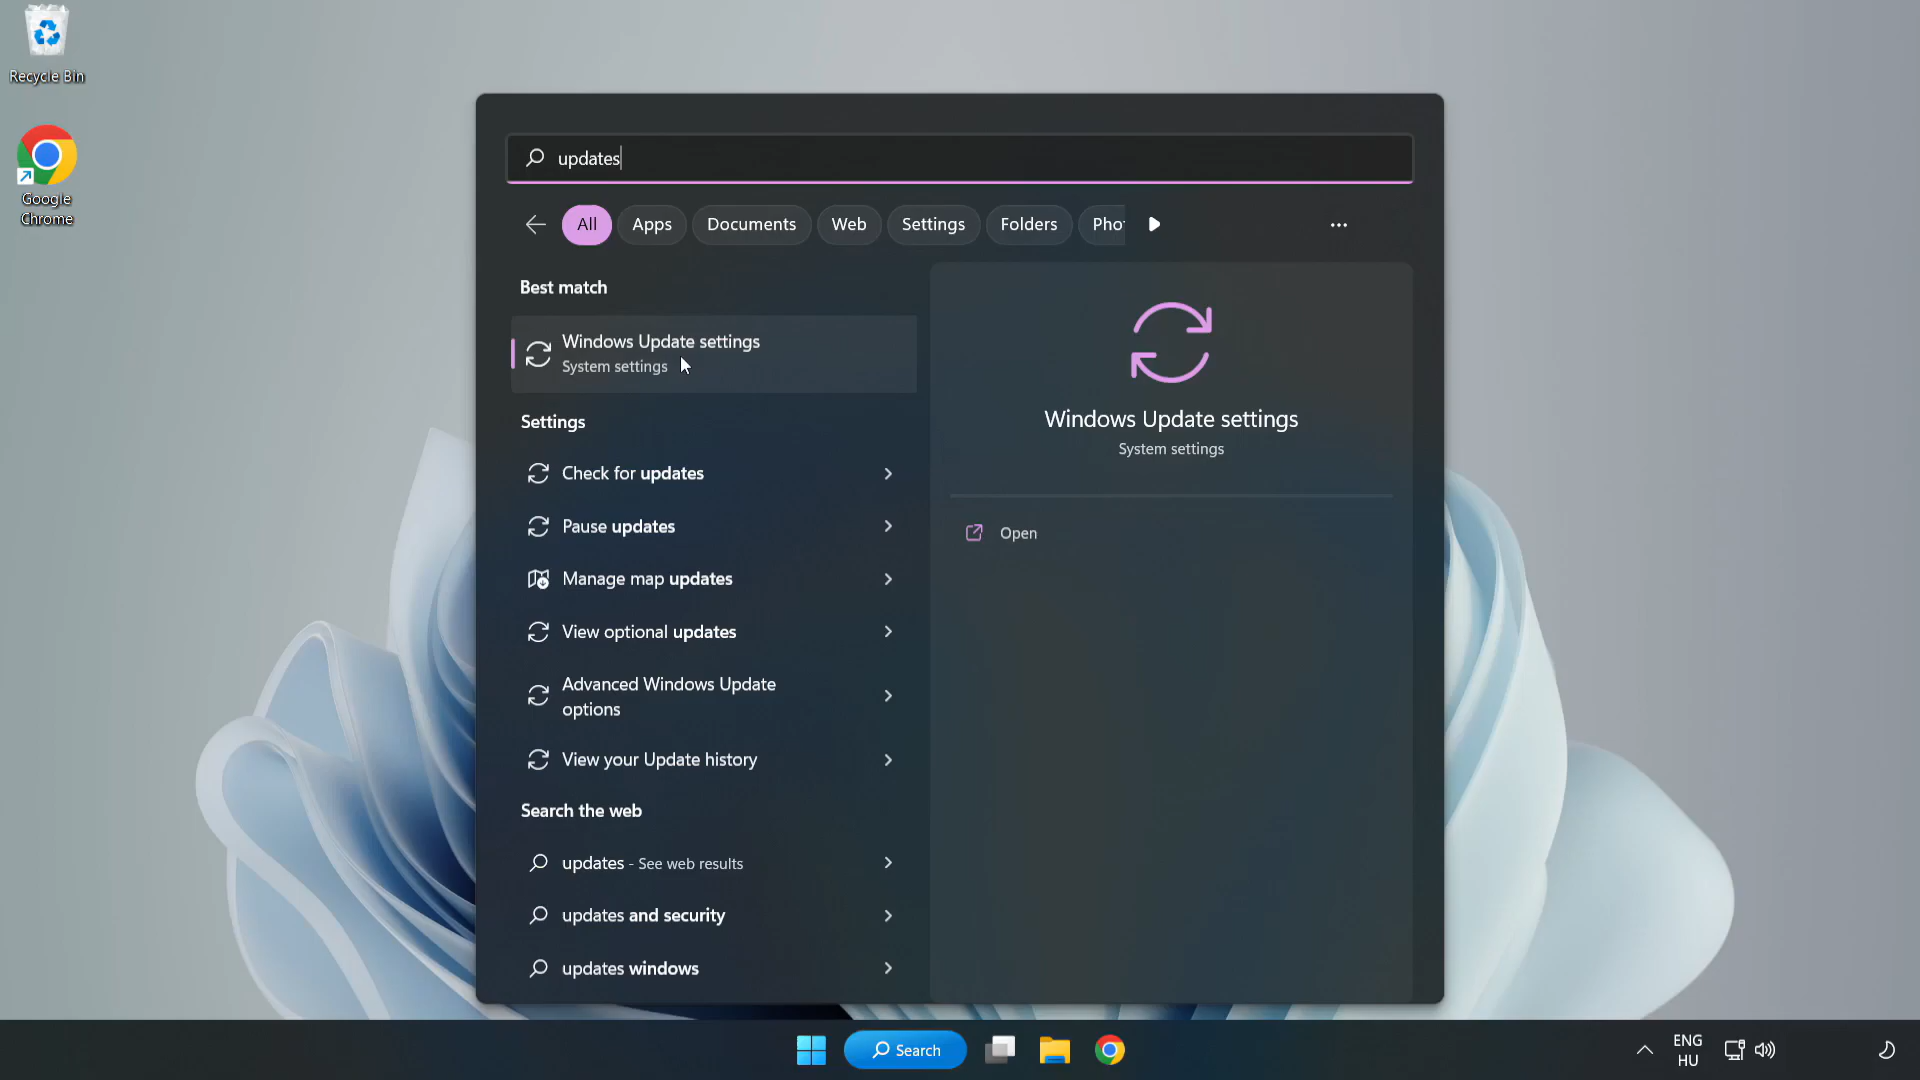 Recycle Bin
Google
Chrome
updates
All
Apps
Documents
Web
Settings
Folders
Pho
Best match
Windows Update settings
System settings
Settings
Check for updates
Pause updates
Manage map updates
View optional updates
Advanced Windows Update
options
View your Update history
Search the web
updates - See web results
updates and security
updates windows
Windows Update settings
System settings
Open
Search
ENG
HU